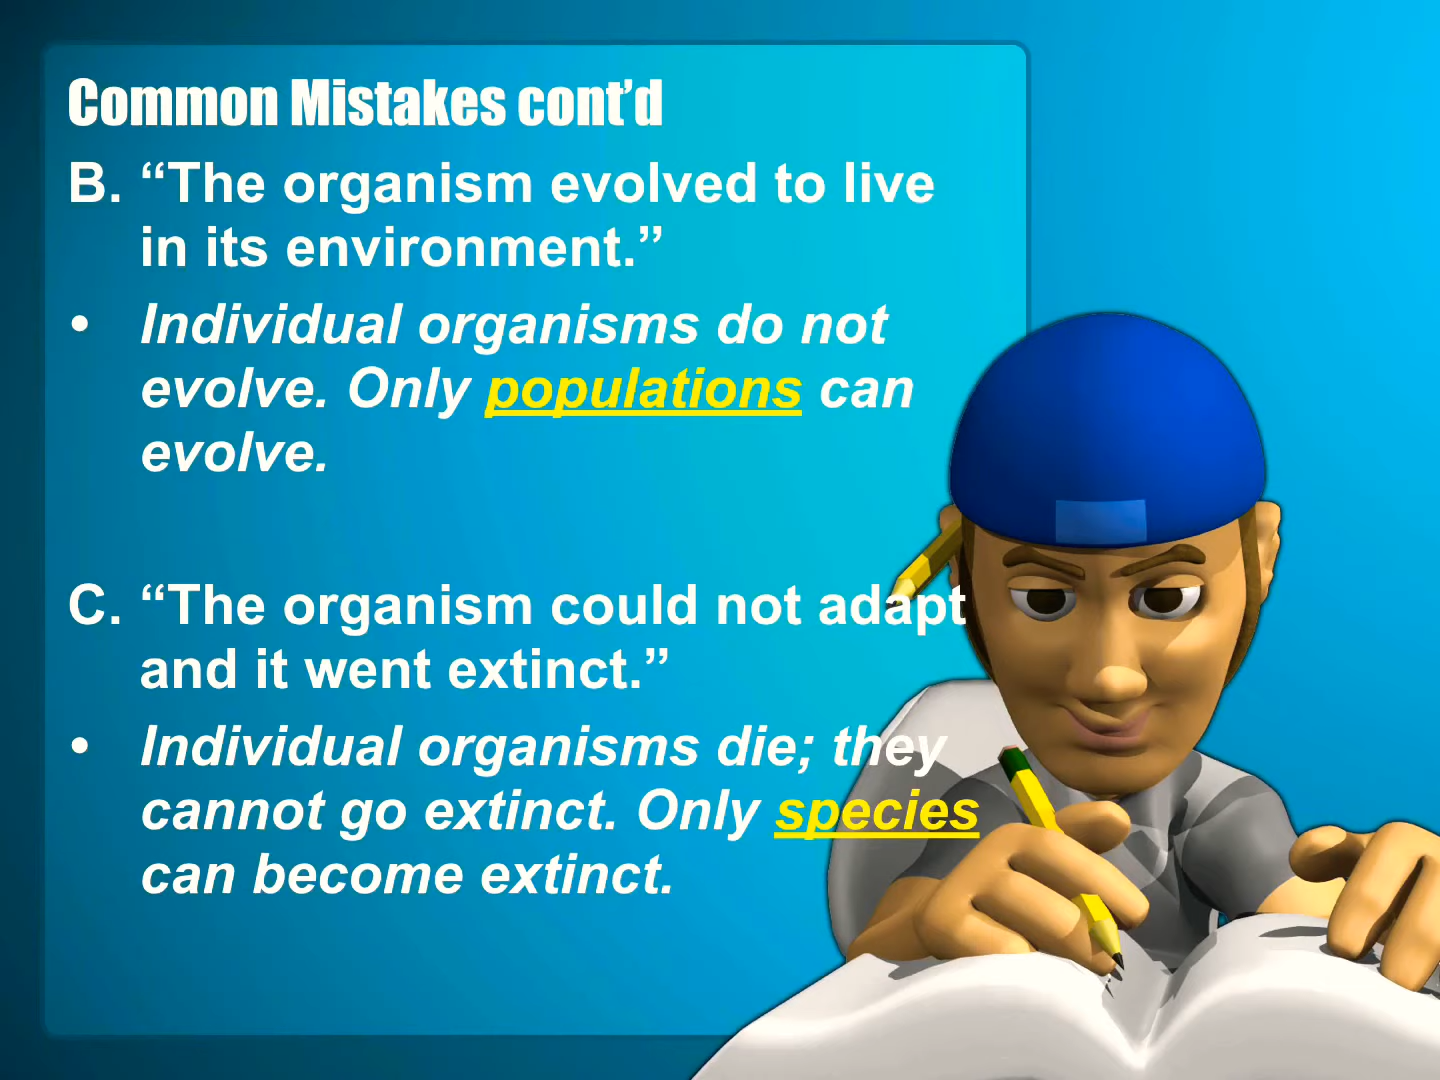 Common Mistakes cont’d
B. “The organism evolved to live
in its environment.”
• Individual organisms do not
evolve. Only populations can
evolve.
C. “The organism could not adapt
and it went extinct.”
• Individual organisms die; they
cannot go extinct. Only species
can become extinct.